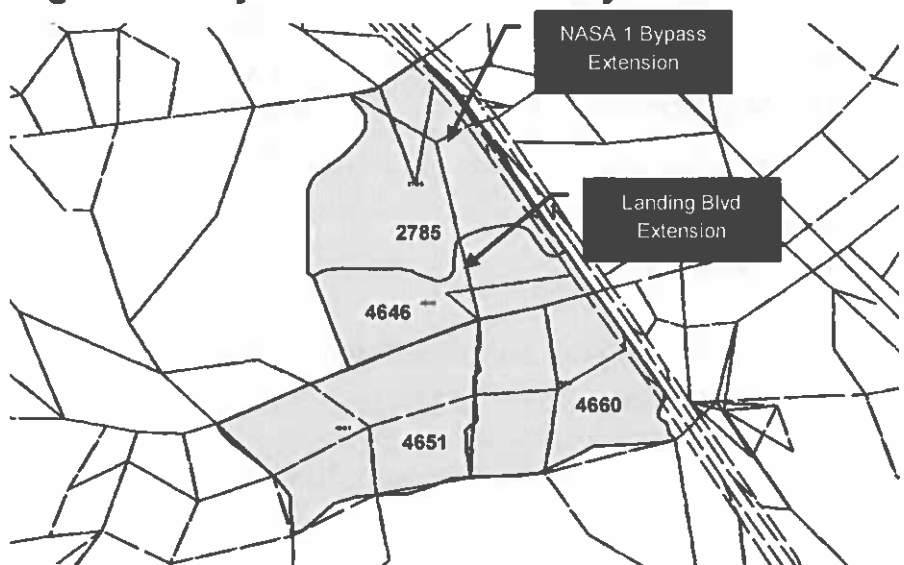 NASA 1 Bypass
Extension
Landing Blvd
Extension
2785
4646
4660
4651